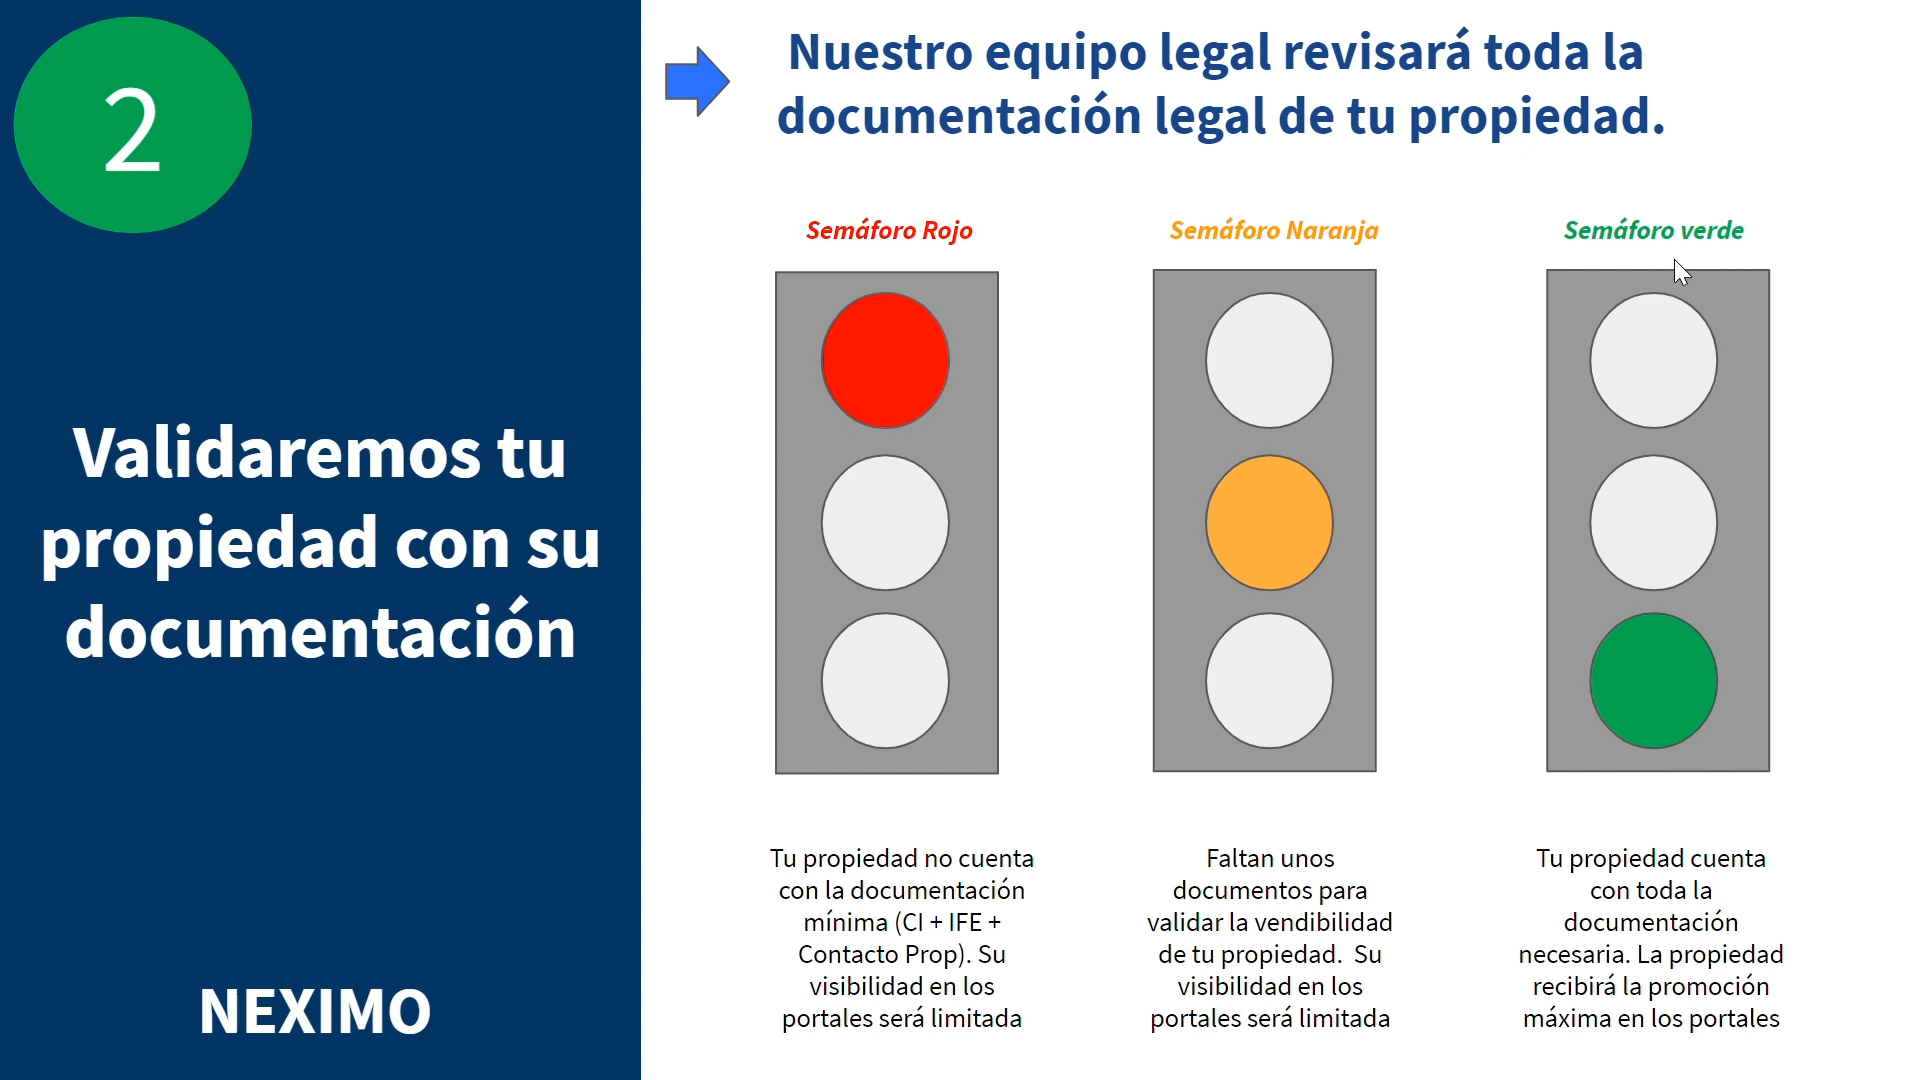 2
Validaremos tu
propiedad con su
documentación
NEXIMO
Nuestro equipo legal revisará toda la
documentación legal de tu propiedad.
Semáforo Rojo
Tu propiedad no cuenta
con la documentación
mínima (CI + IFE +
Contacto Prop). Su
visibilidad en los
portales será limitada
Semáforo Naranja
Faltan unos
documentos para
validar la vendibilidad
de tu propiedad.  Su
visibilidad en los
portales será limitada
Semáforo verde
Tu propiedad cuenta
con toda la
documentación
necesaria. La propiedad
recibirá la promoción
máxima en los portales